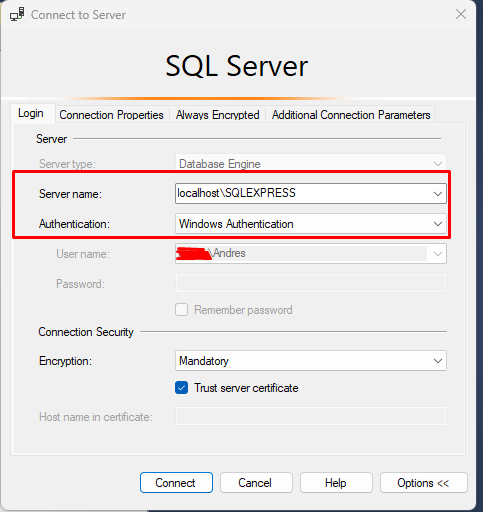 Connect to Server
SQL Server
Login Connection Properties Always Encrypted Additional Connection Parameters
Server
Server type: Database Engine
Server name: localhost\SQLEXPRESS
Authentication: Windows Authentication
User name: \Andres
Password:
Remember password
Connection Security
Encryption: Mandatory
Trust server certificate
Host name in certificate:
Connect Cancel Help Options <<